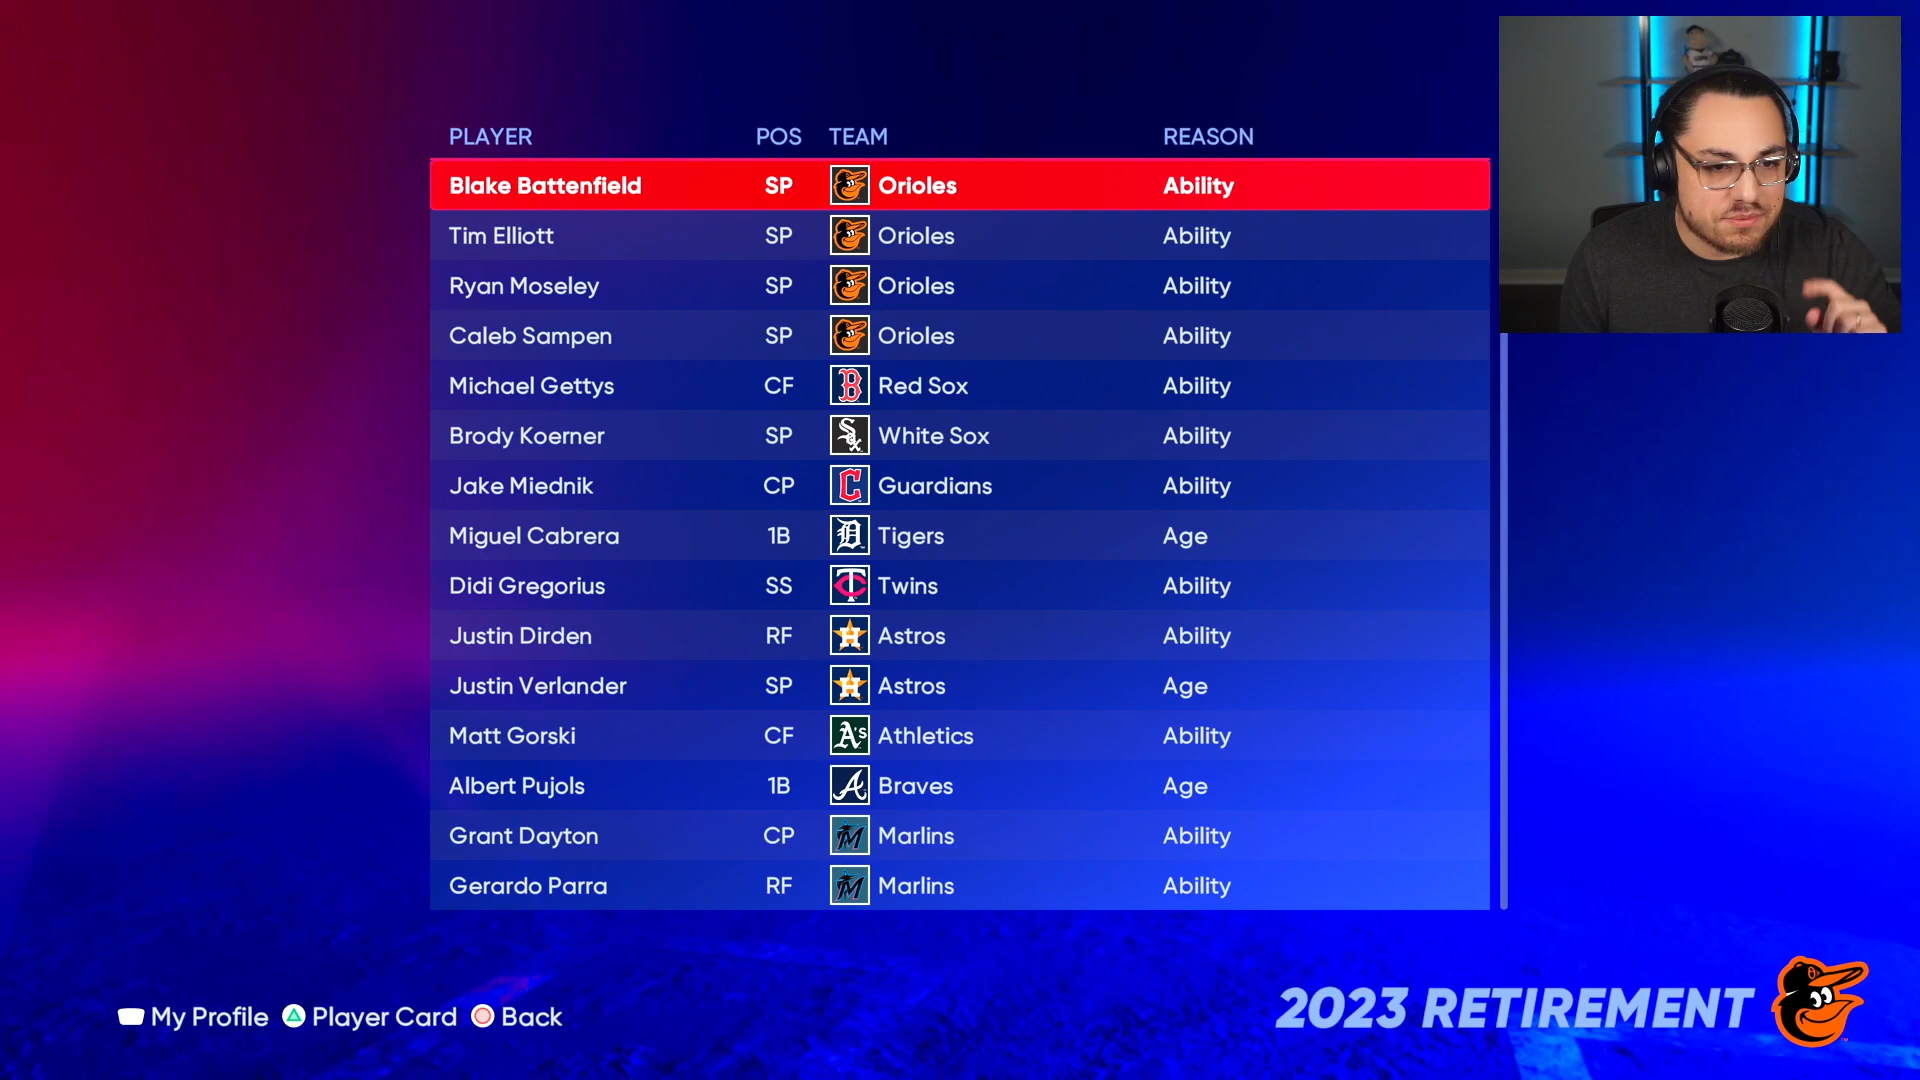 PLAYER POS TEAM REASON
Blake Battenfield SP Orioles Ability
Tim Elliott SP Orioles Ability
Ryan Moseley SP Orioles Ability
Caleb Sampen SP Orioles Ability
Michael Gettys CF B Red Sox Ability
Brody Koerner SP Sox White Sox Ability
Jake Miednik CP C Guardians Ability
Miguel Cabrera 1B D Tigers Age
Didi Gregorius SS TC Twins Ability
Justin Dirden RF H Astros Ability
Justin Verlander SP H Astros Age
Matt Gorski CF A's Athletics Ability
Albert Pujols 1B A Braves Age
Grant Dayton CP M Marlins Ability
Gerardo Parra RF M Marlins Ability
My Profile Player Card Back
2023 RETIREMENT